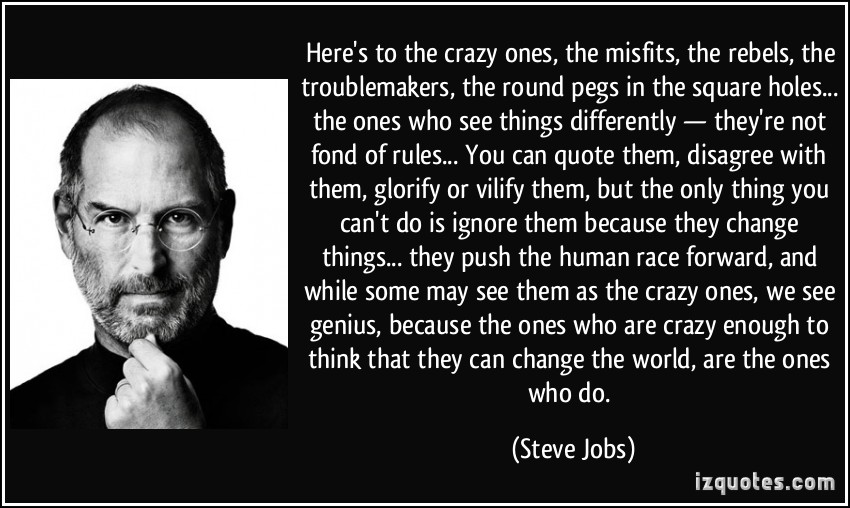 Here's to the crazy ones, the misfits, the rebels, the
troublemakers, the round pegs in the square holes...
the ones who see things differently — they're not
fond of rules... You can quote them, disagree with
them, glorify or vilify them, but the only thing you
can't do is ignore them because they change
things... they push the human race forward, and
while some may see them as the crazy ones, we see
genius, because the ones who are crazy enough to
think that they can change the world, are the ones
who do.
(Steve Jobs)
izquotes.com